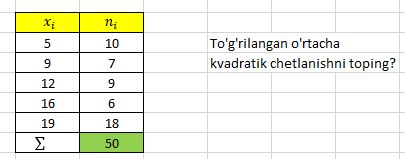 xᵢ nᵢ
5 10 To'g'rilangan o'rtacha
9 7 kvadratik chetlanishni toping?
12 9
16 6
19 18
∑ 50